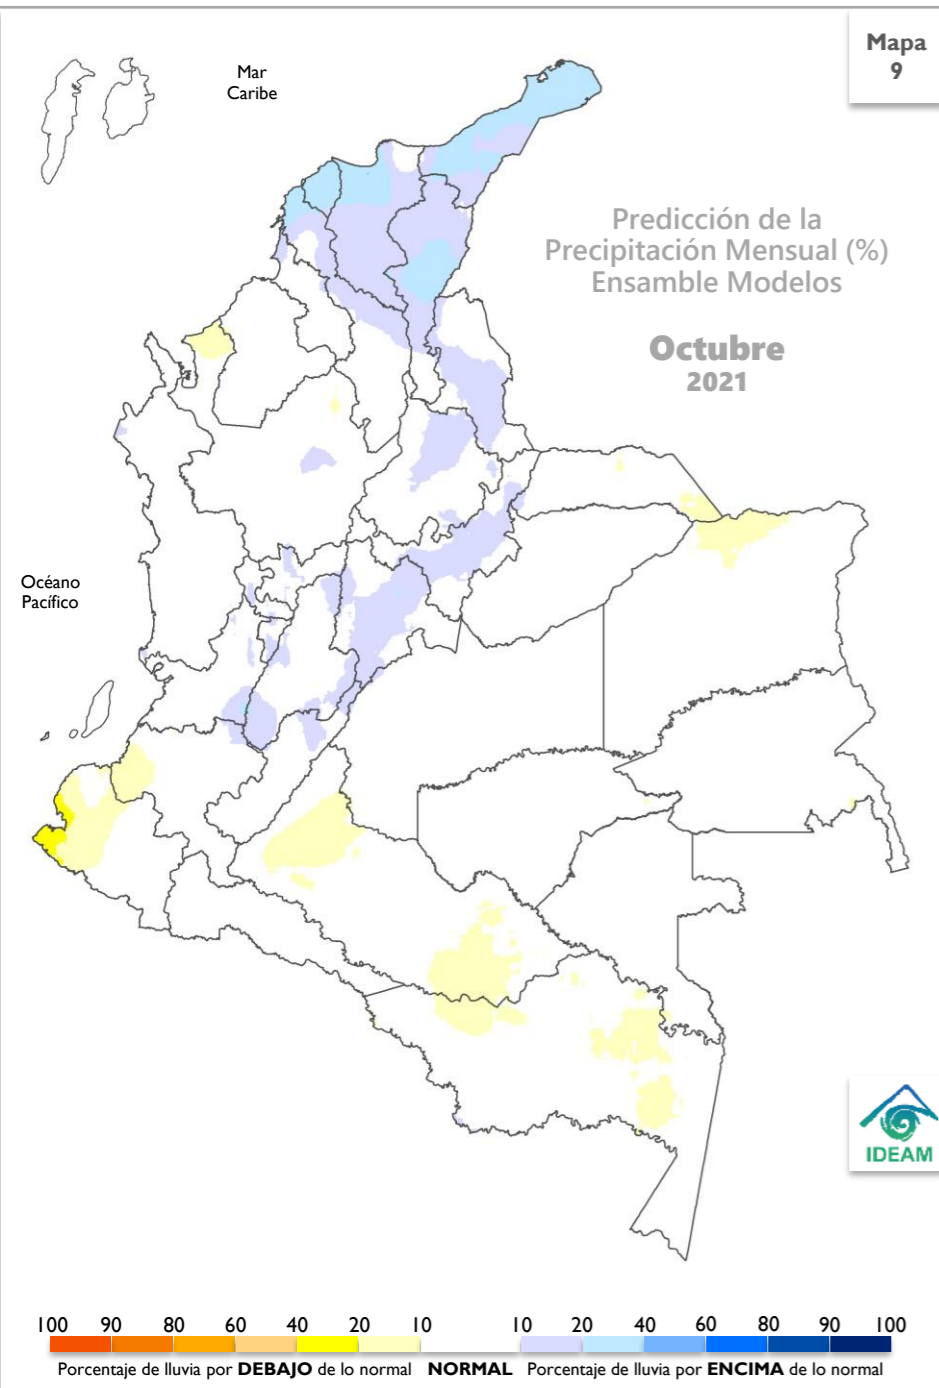 Mapa
9
Mar
Caribe
Predicción de la
Precipitación Mensual (%)
Ensamble Modelos
Octubre
2021
Océano
Pacífico
IDEAM
100 90 80 60 40 20 10 10 20 40 60 80 90 100
Porcentaje de lluvia por DEBAJO de lo normal NORMAL Porcentaje de lluvia por ENCIMA de lo normal